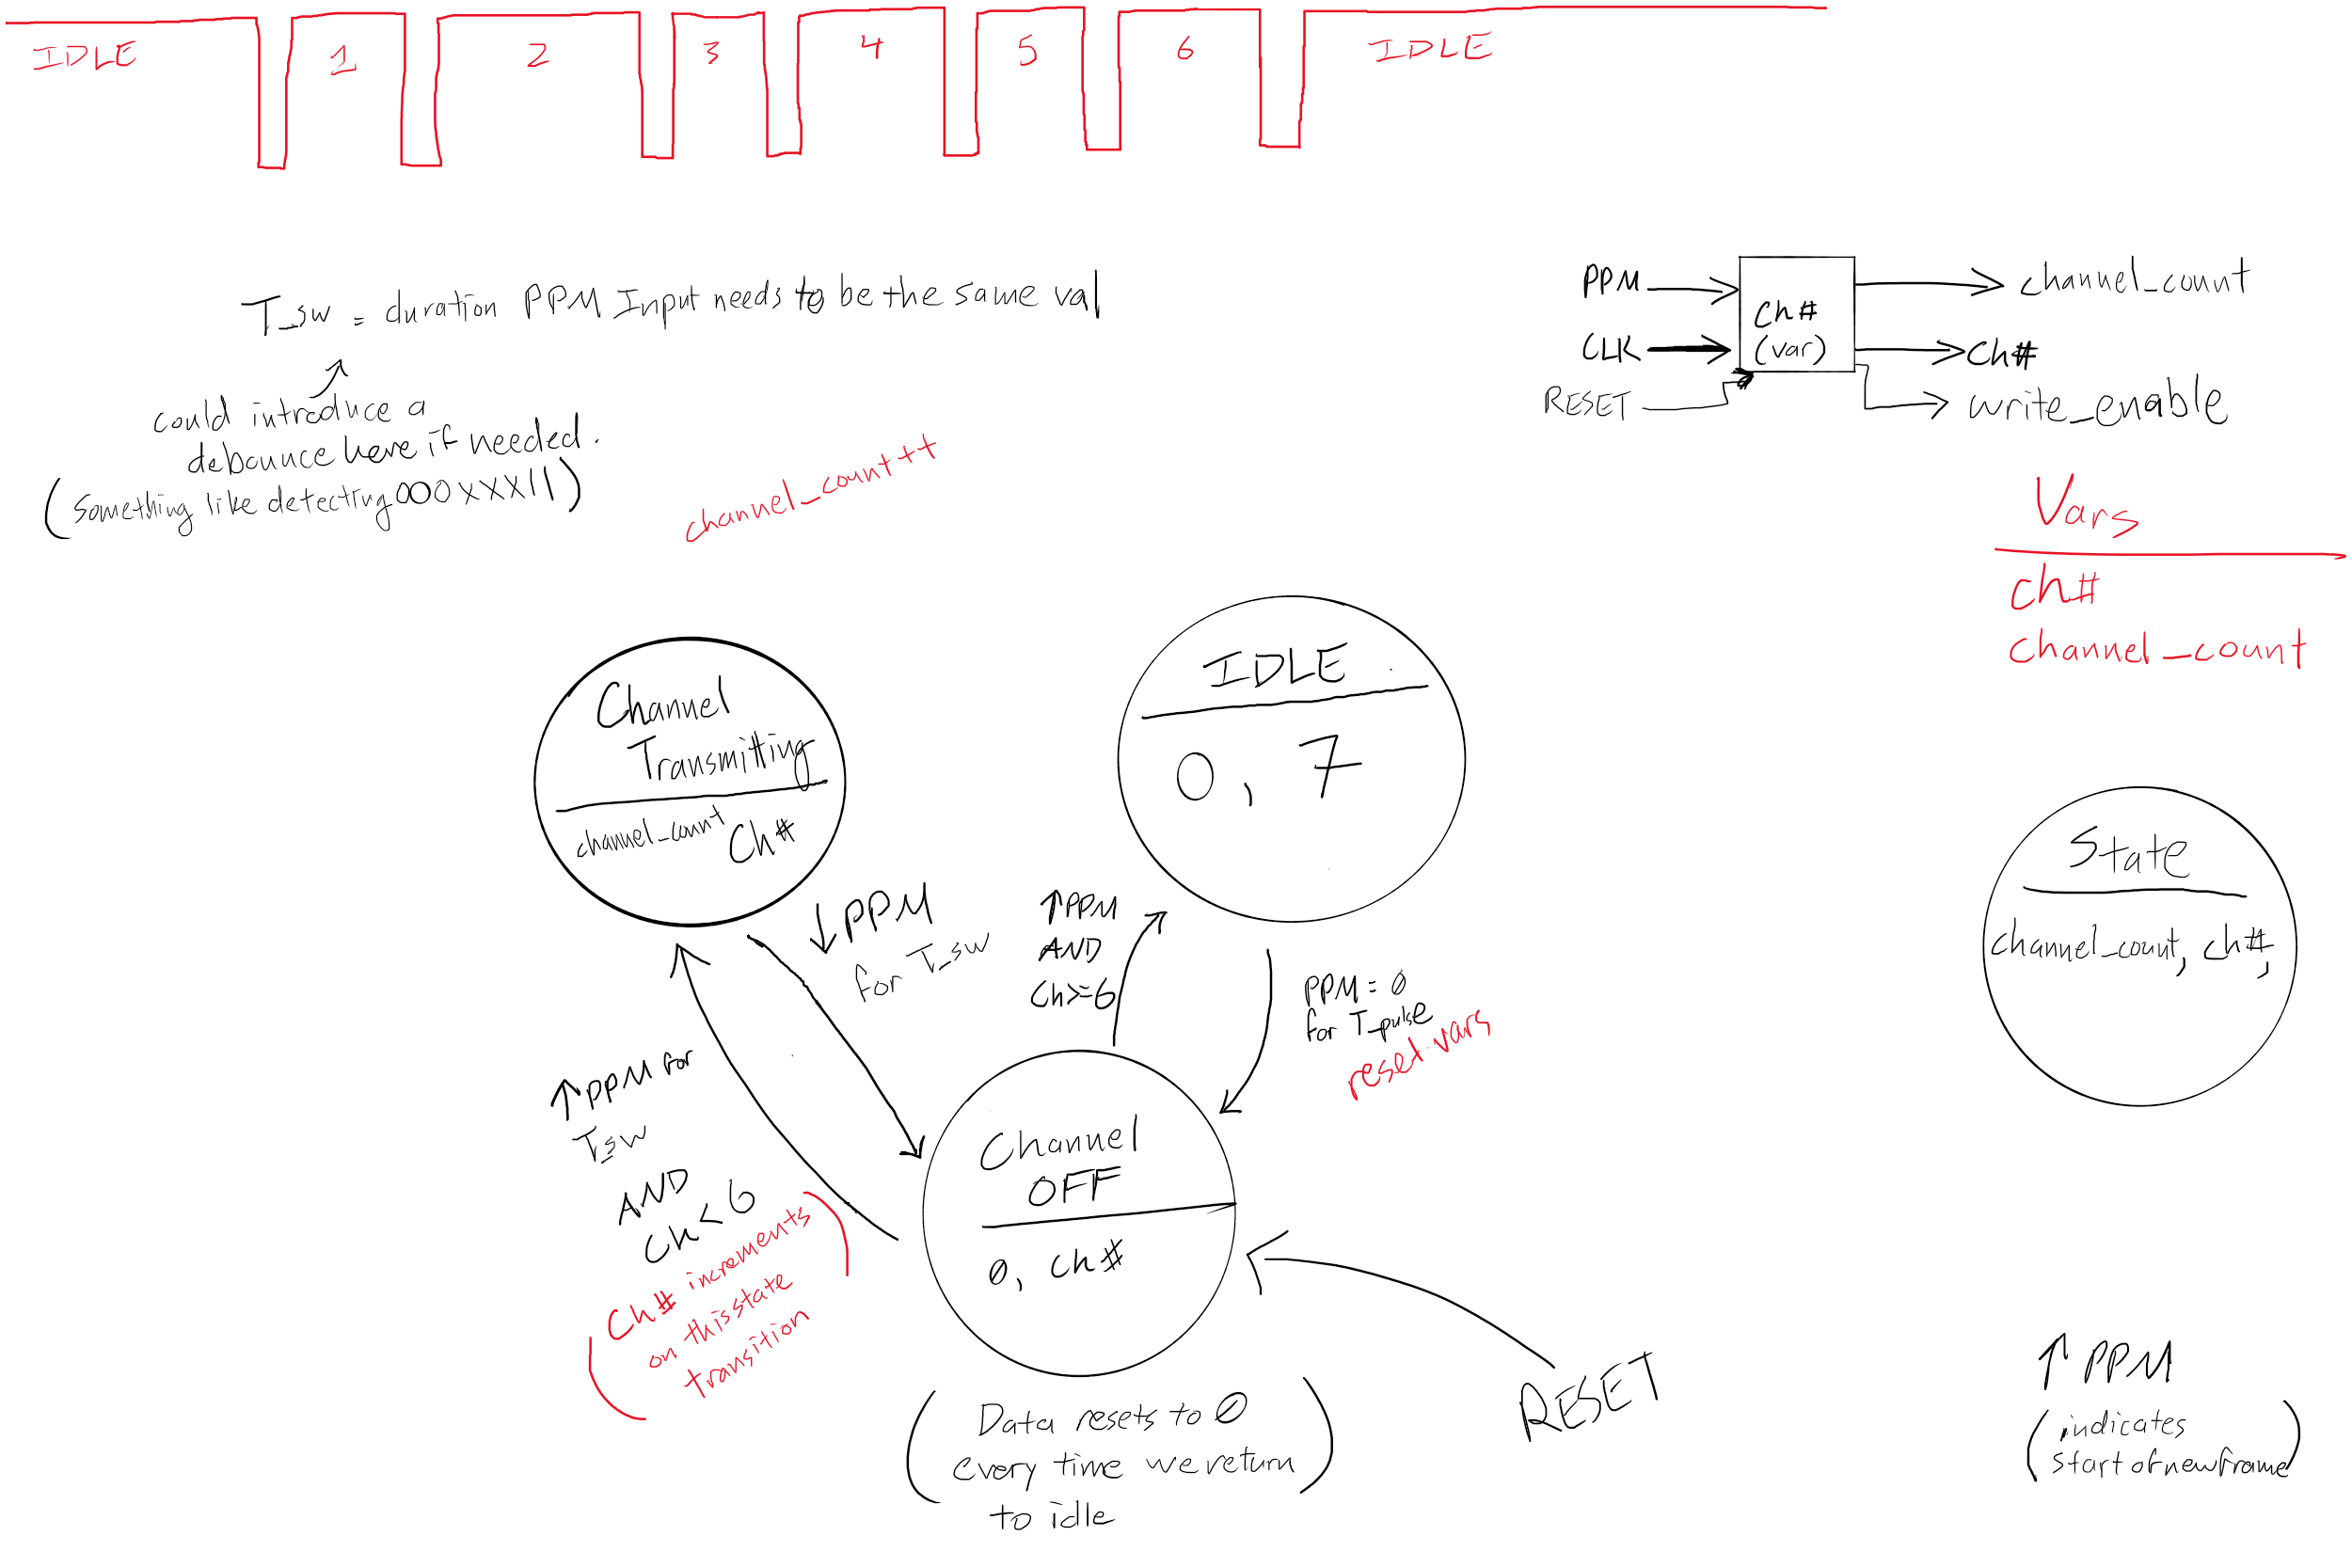 IDLE 1 2 3 4 5 6 IDLE
T_sw = duration PPM Input needs to be the same val
could introduce a
debounce here if needed.
(Something like detecting 000XXX111)
channel_count++
PPM
CLK
RESET
Ch#
(var)
channel_count
Ch#
write_enable
Vars
ch#
channel_count
Channel
Transmitting
channel_count Ch#
IDLE
0, 7
State
channel_count, ch#,
↓PPM
for T_sw
↑PPM
AND
Ch>=6
PPM = 0
for T_pulse
reset vars
↑PPM for
T_sw
AND
Ch<6
(Ch# increments
on this state
transition)
Channel
OFF
0, ch#
(Data resets to 0
every time we return
to idle)
RESET
↑PPM
(indicates
start of new frame)